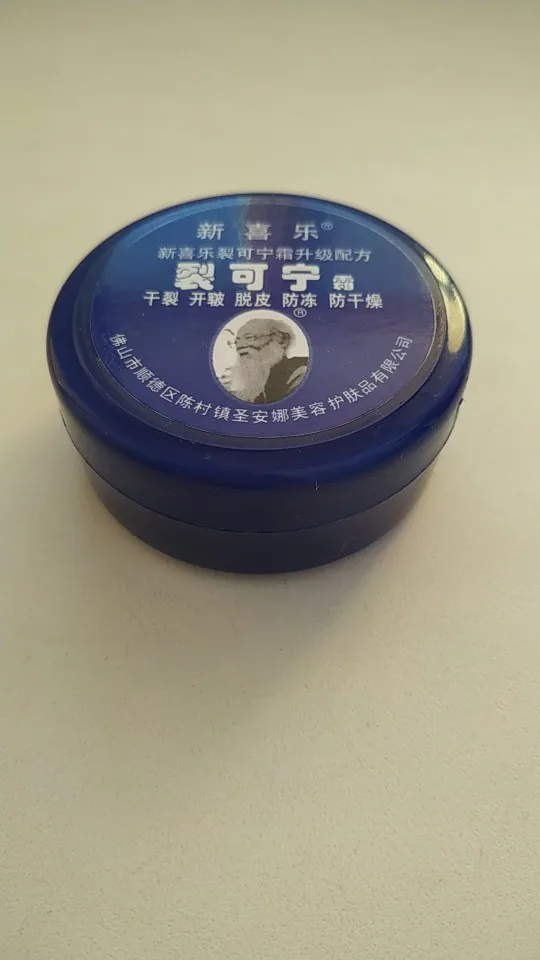 新喜乐®
新喜乐裂可宁霜升级配方
裂可宁霜
干裂 开皲 脱皮 防冻 防干燥
®
佛山市顺德区陈村镇圣安娜美容护肤品有限公司